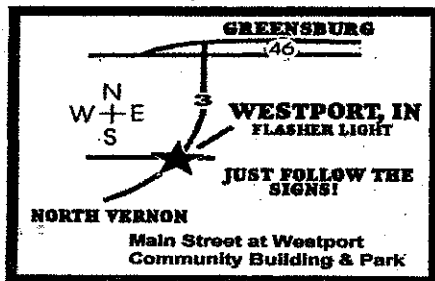 GREENSBURG
46
N
W E
S
3
WESTPORT, IN
FLASHER LIGHT
JUST FOLLOW THE
SIGNS!
NORTH VERNON
Main Street at Westport
Community Building & Park